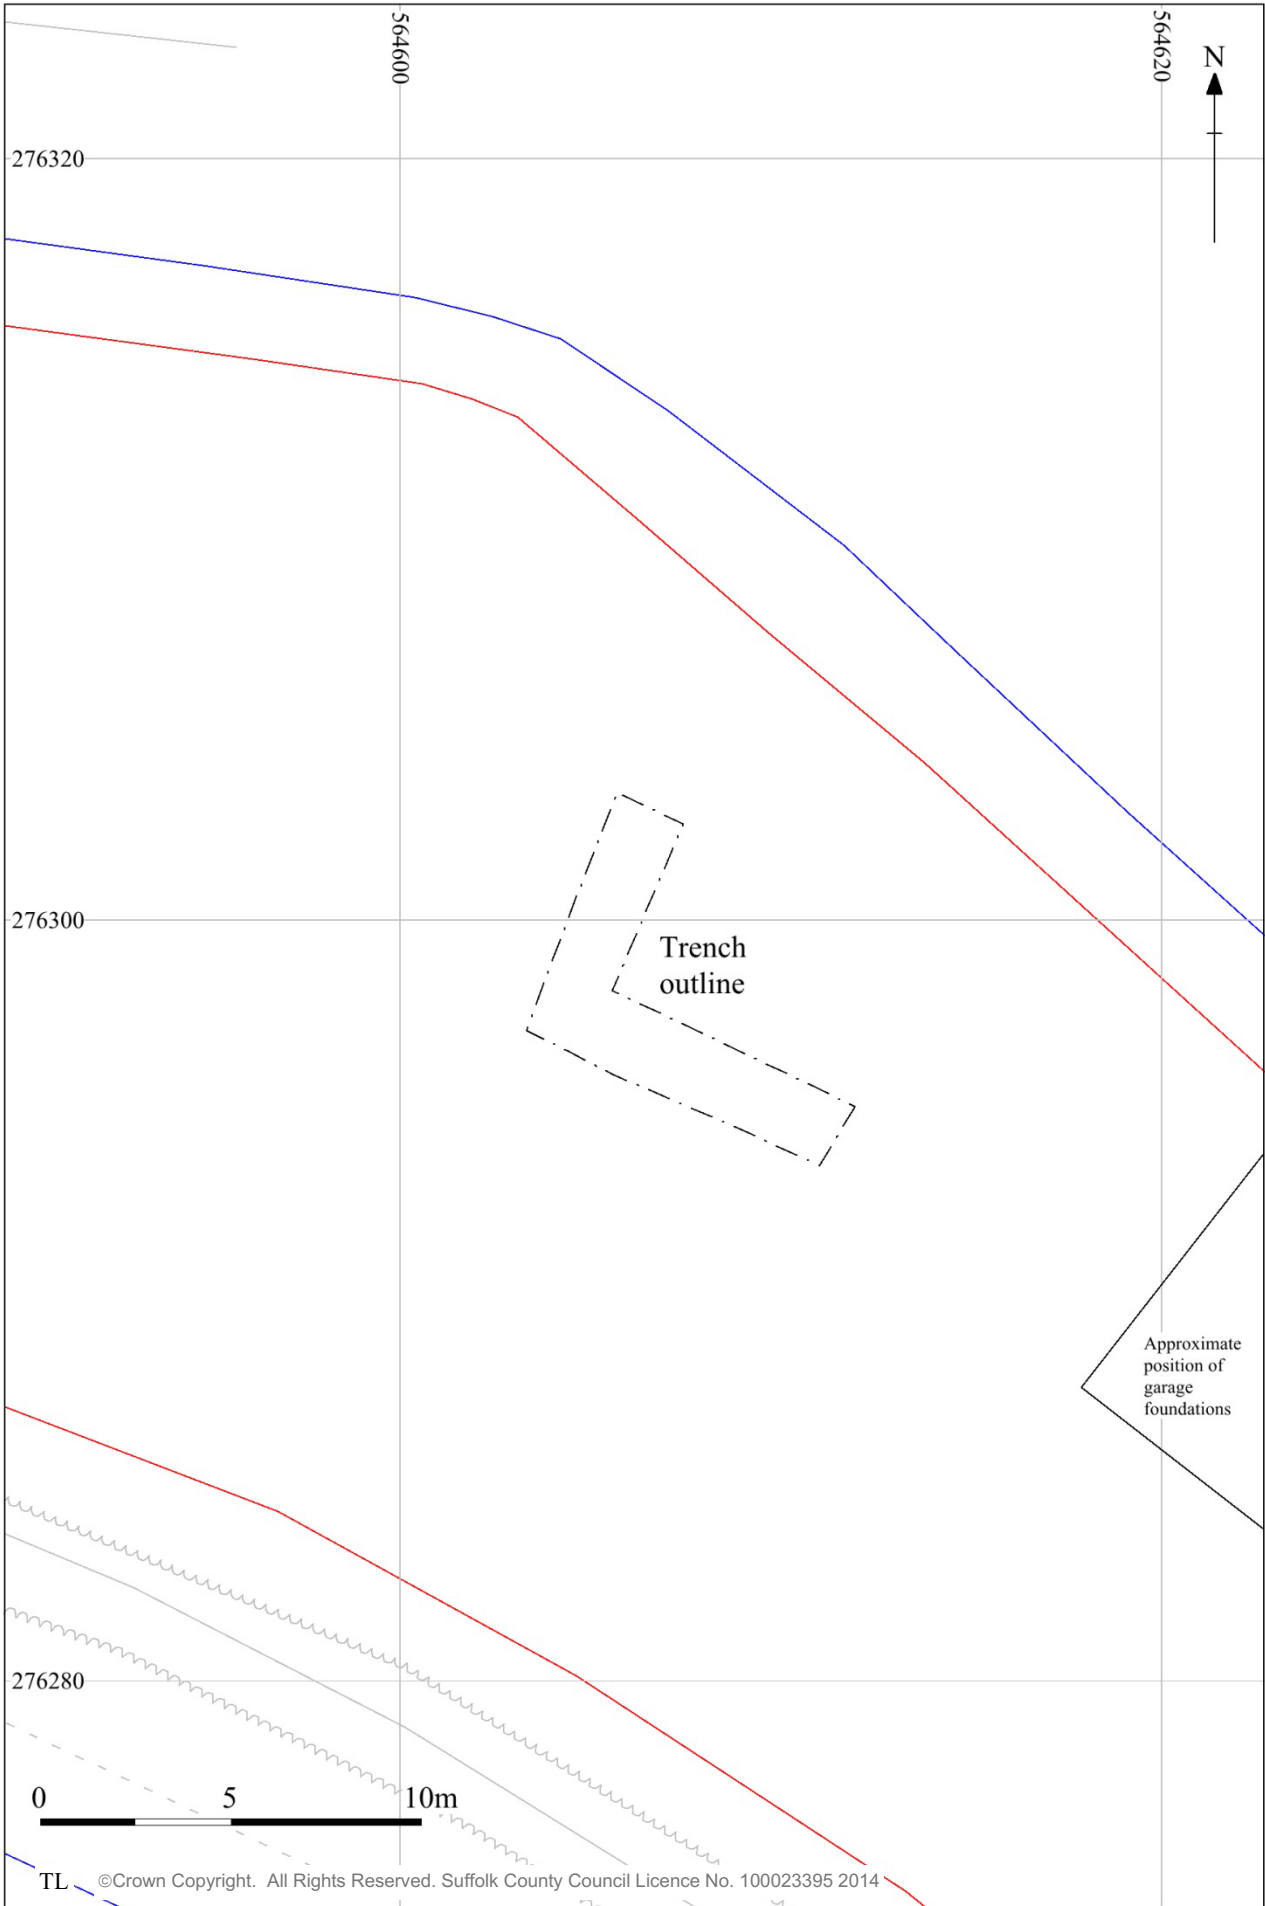 564600
564620
N
276320
276300
Trench
outline
Approximate
position of
garage
foundations
276280
0 5 10m
TL ©Crown Copyright. All Rights Reserved. Suffolk County Council Licence No. 100023395 2014